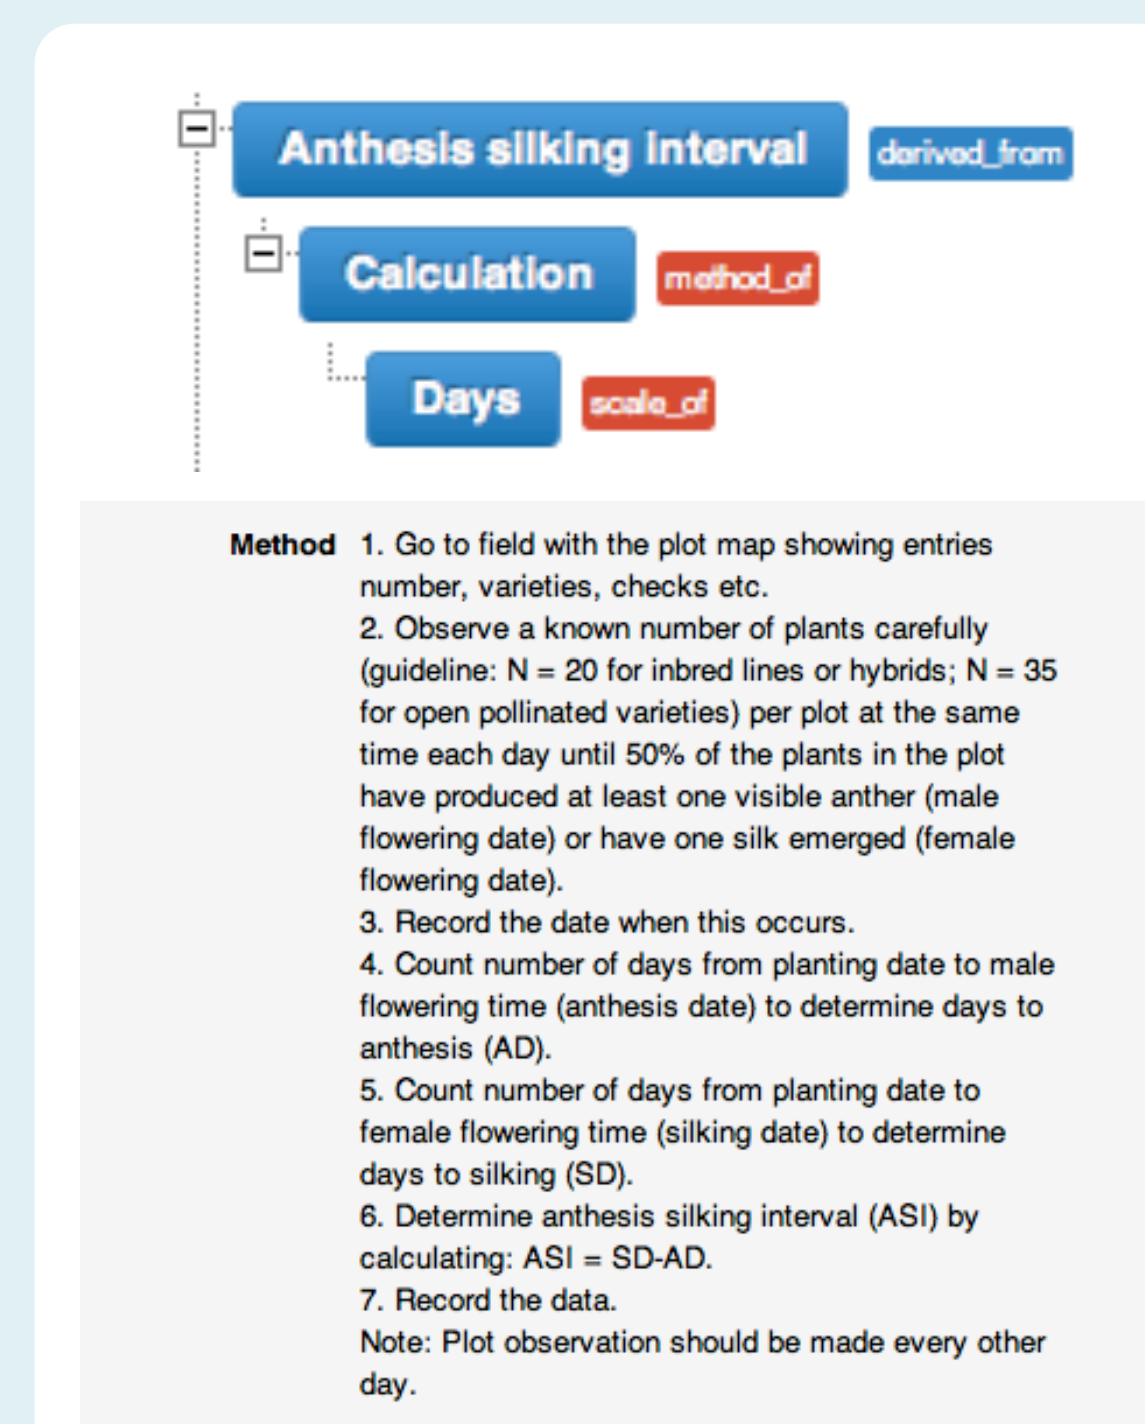 Anthesis silking interval derived_from
Calculation method_of
Days scale_of
Method 1. Go to field with the plot map showing entries
number, varieties, checks etc.
2. Observe a known number of plants carefully
(guideline: N = 20 for inbred lines or hybrids; N = 35
for open pollinated varieties) per plot at the same
time each day until 50% of the plants in the plot
have produced at least one visible anther (male
flowering date) or have one silk emerged (female
flowering date).
3. Record the date when this occurs.
4. Count number of days from planting date to male
flowering time (anthesis date) to determine days to
anthesis (AD).
5. Count number of days from planting date to
female flowering time (silking date) to determine
days to silking (SD).
6. Determine anthesis silking interval (ASI) by
calculating: ASI = SD-AD.
7. Record the data.
Note: Plot observation should be made every other
day.